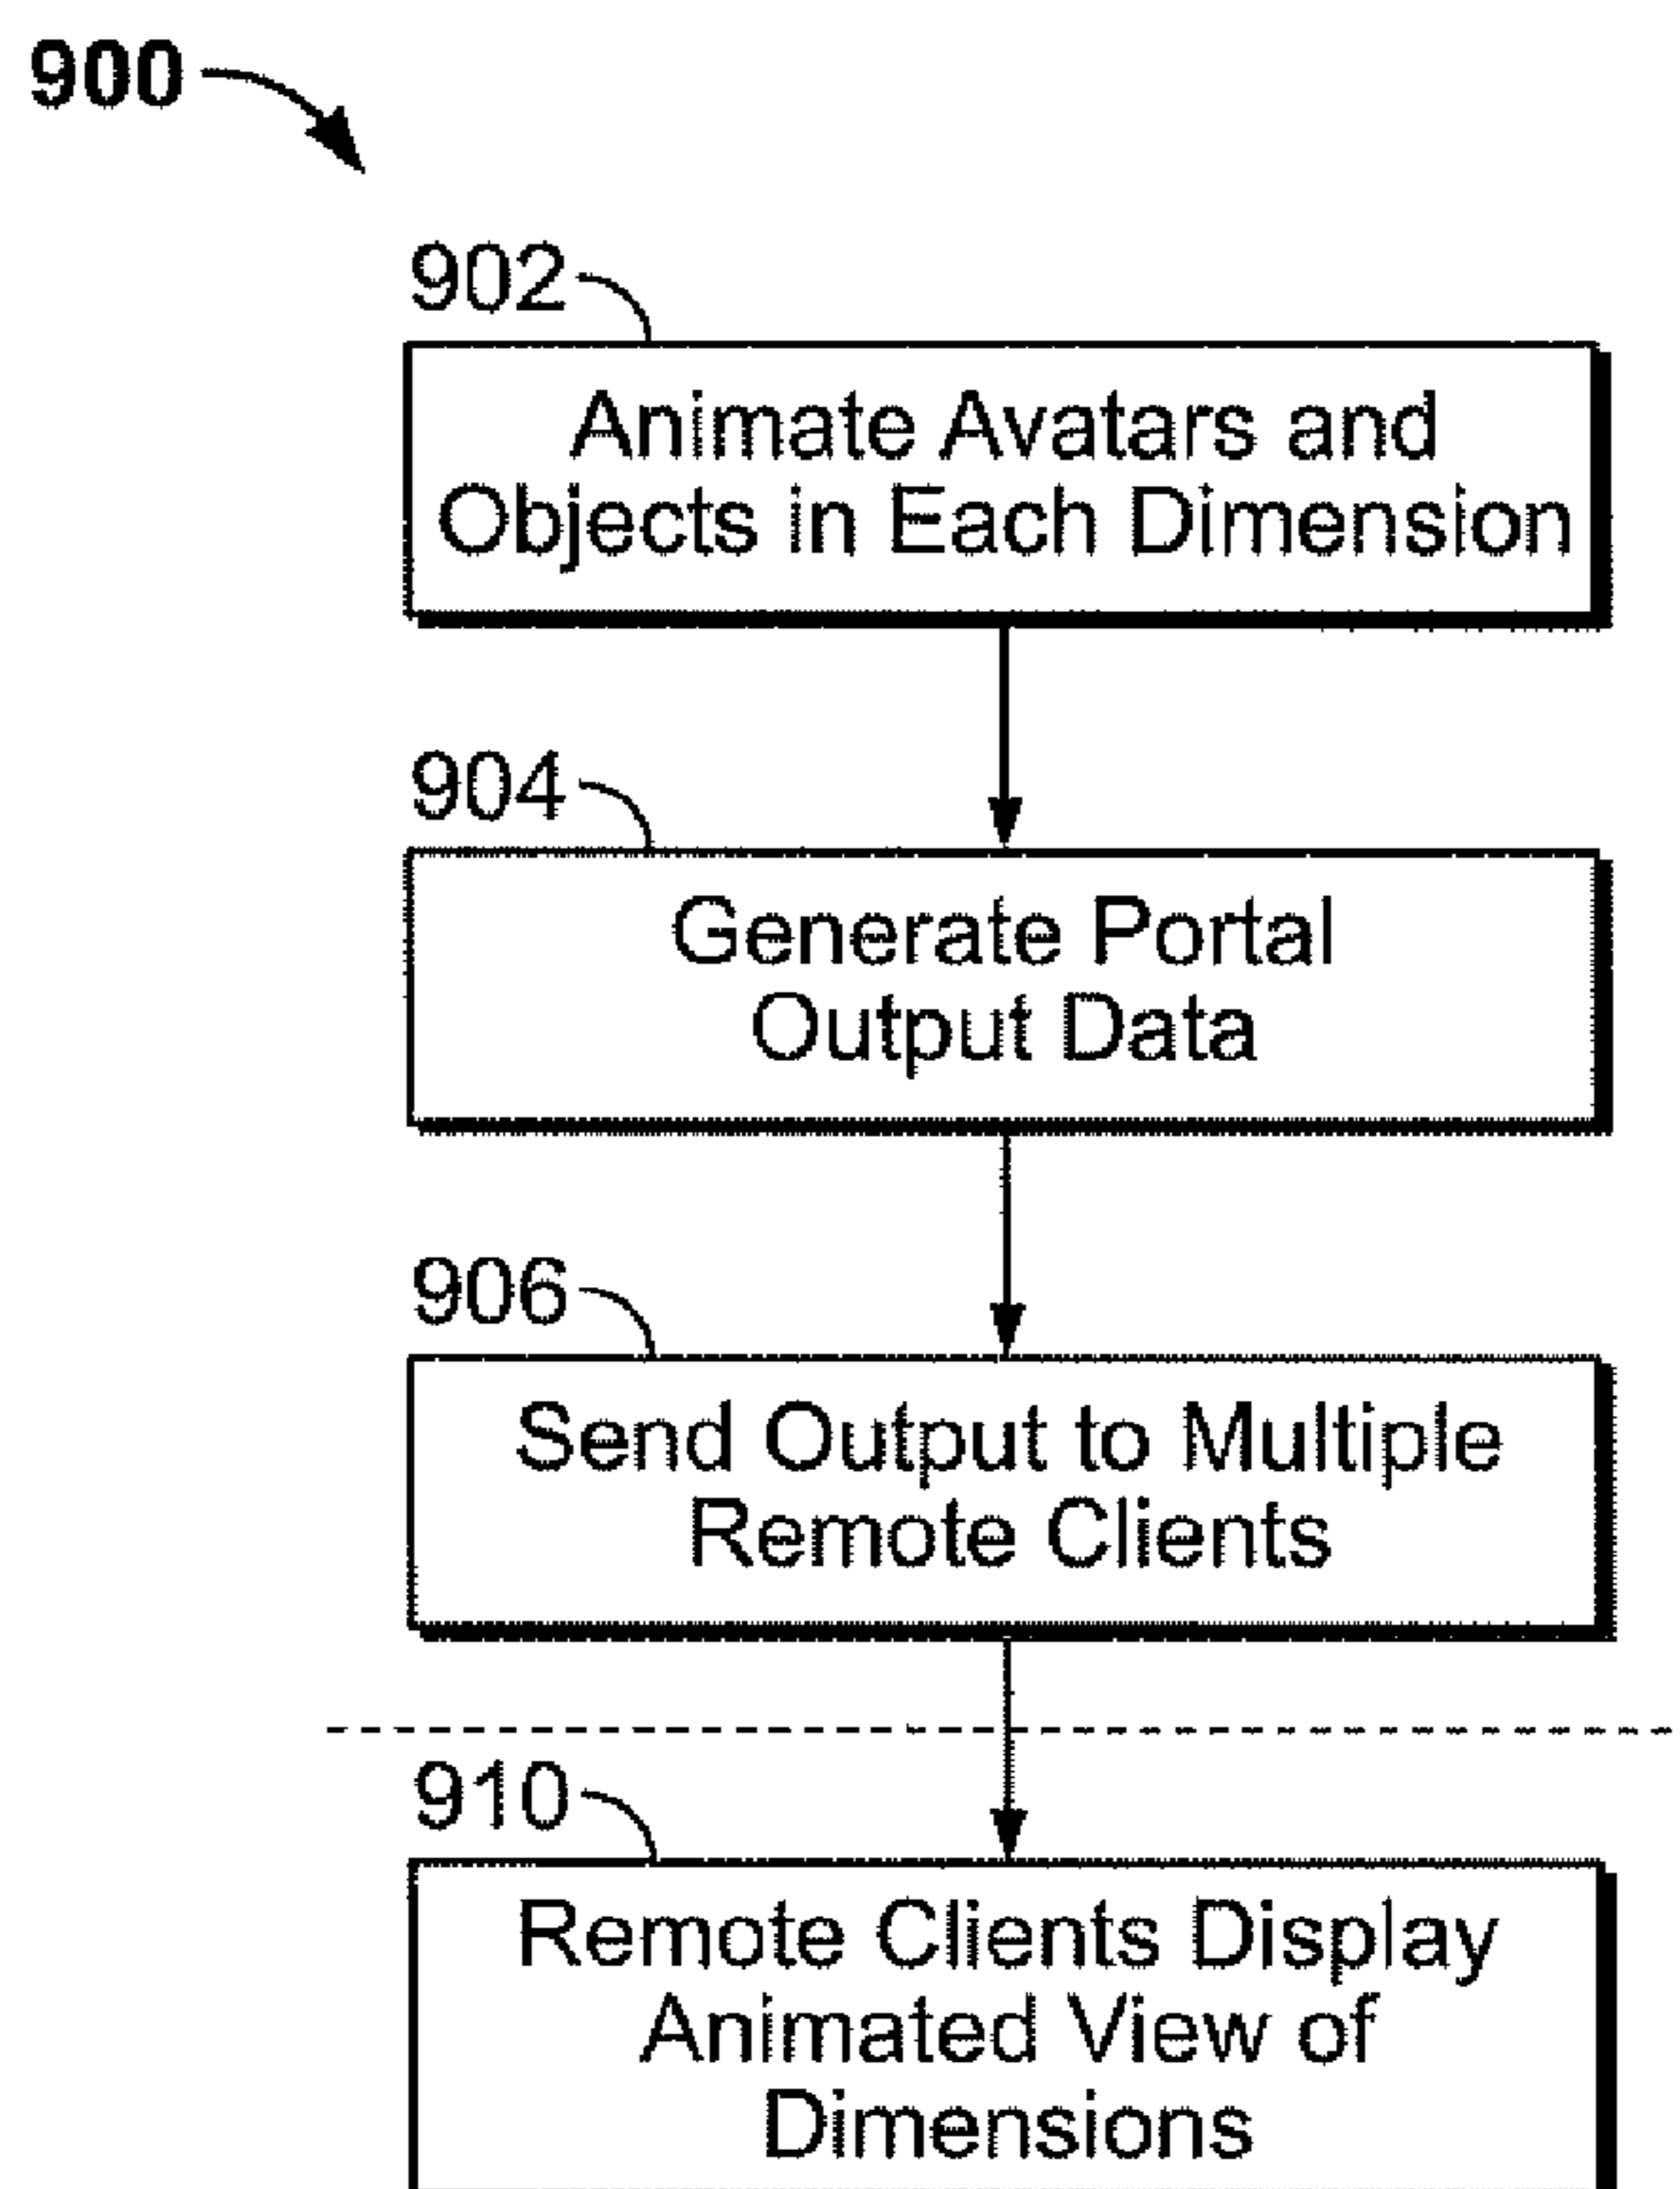 900
902
Animate Avatars and
Objects in Each Dimension
904
Generate Portal
Output Data
906
Send Output to Multiple
Remote Clients
910
Remote Clients Display
Animated View of
Dimensions